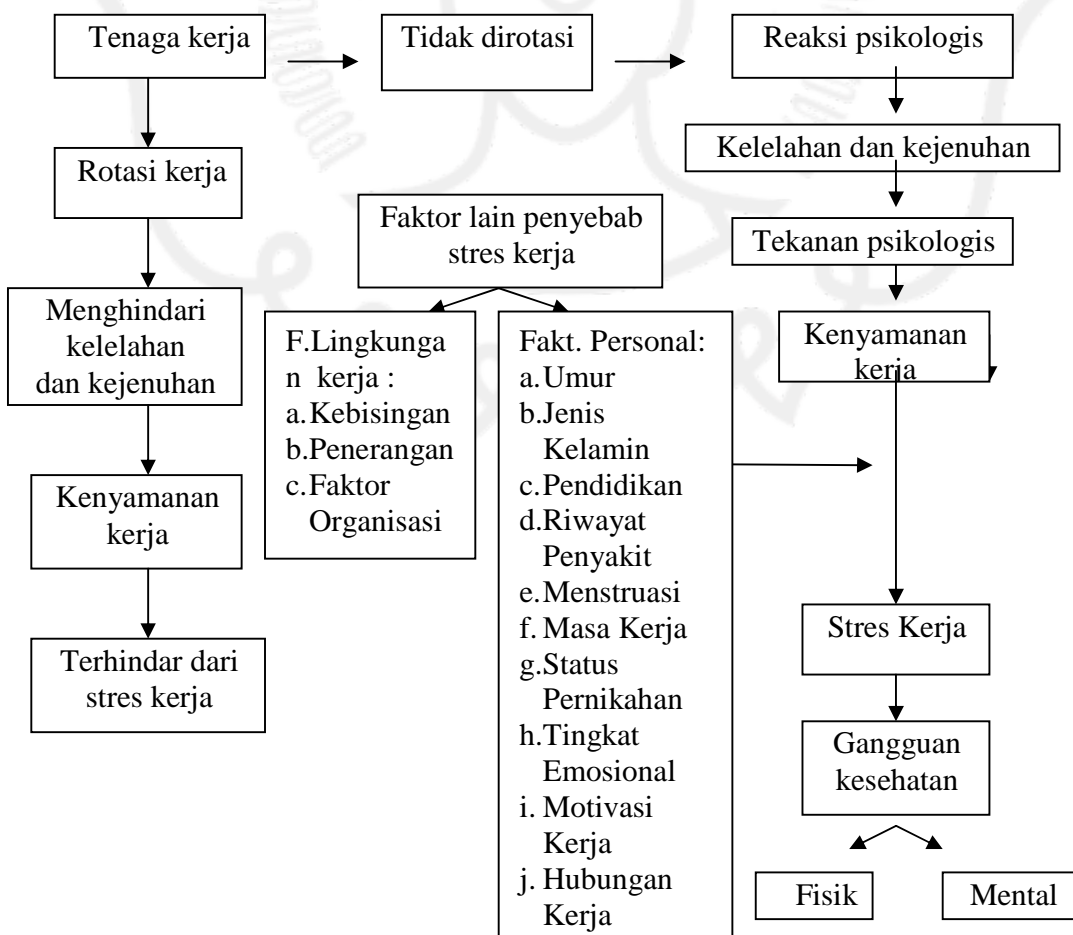 Tenaga kerja
Tidak dirotasi
Reaksi psikologis
Kelelahan dan kejenuhan
Rotasi kerja
Faktor lain penyebab
stres kerja
Tekanan psikologis
Menghindari
kelelahan
dan kejenuhan
F.Lingkunga
n kerja :
a.Kebisingan
b.Penerangan
c.Faktor
Organisasi
Fakt. Personal:
a.Umur
b.Jenis
Kelamin
c.Pendidikan
d.Riwayat
Penyakit
e.Menstruasi
f. Masa Kerja
g.Status
Pernikahan
h.Tingkat
Emosional
i. Motivasi
Kerja
j. Hubungan
Kerja
Kenyamanan
kerja
Kenyamanan
kerja
Terhindar dari
stres kerja
Stres Kerja
Gangguan
kesehatan
Fisik
Mental